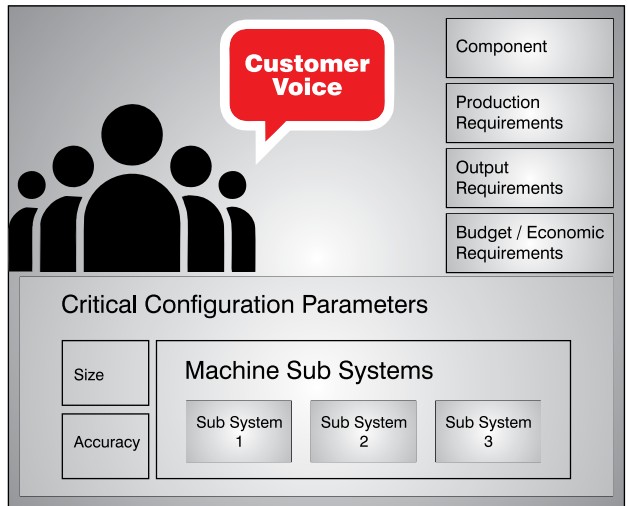 Customer
Voice
Component
Production
Requirements
Output
Requirements
Budget / Economic
Requirements
Critical Configuration Parameters
Size
Accuracy
Machine Sub Systems
Sub System
1
Sub System
2
Sub System
3